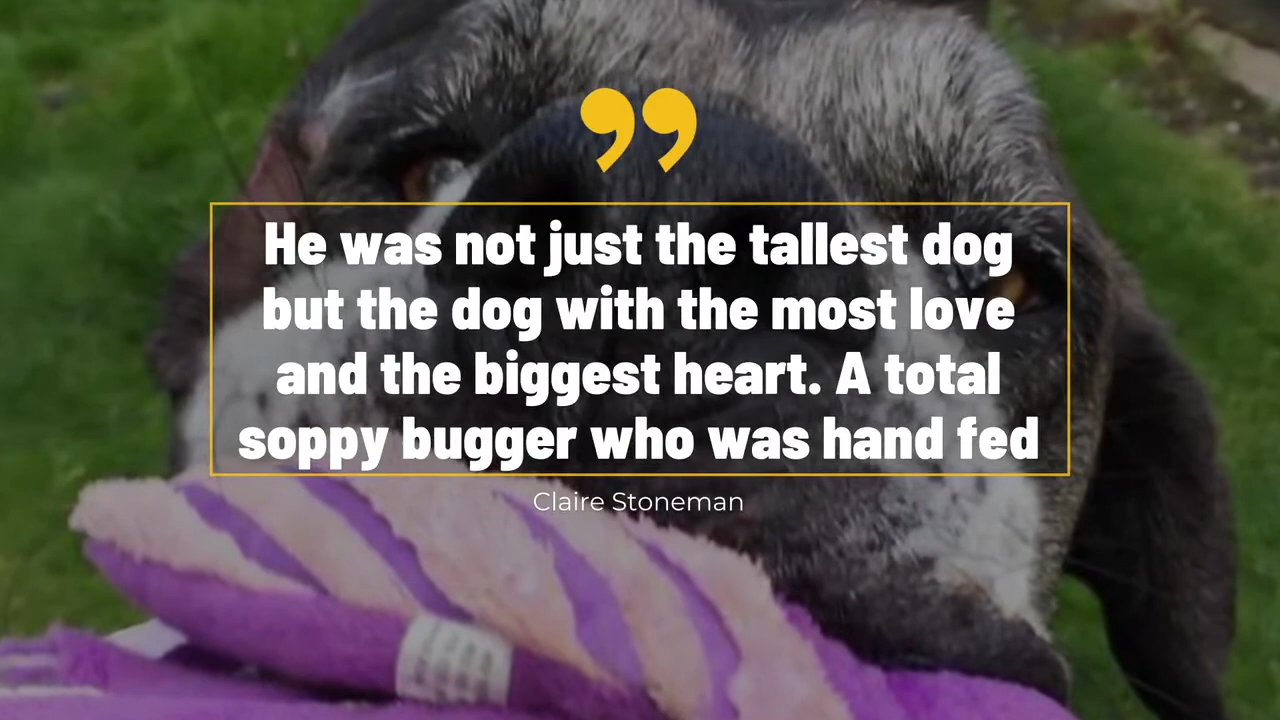 ”
He was not just the tallest dog
but the dog with the most love
and the biggest heart. A total
soppy bugger who was hand fed
Claire Stoneman